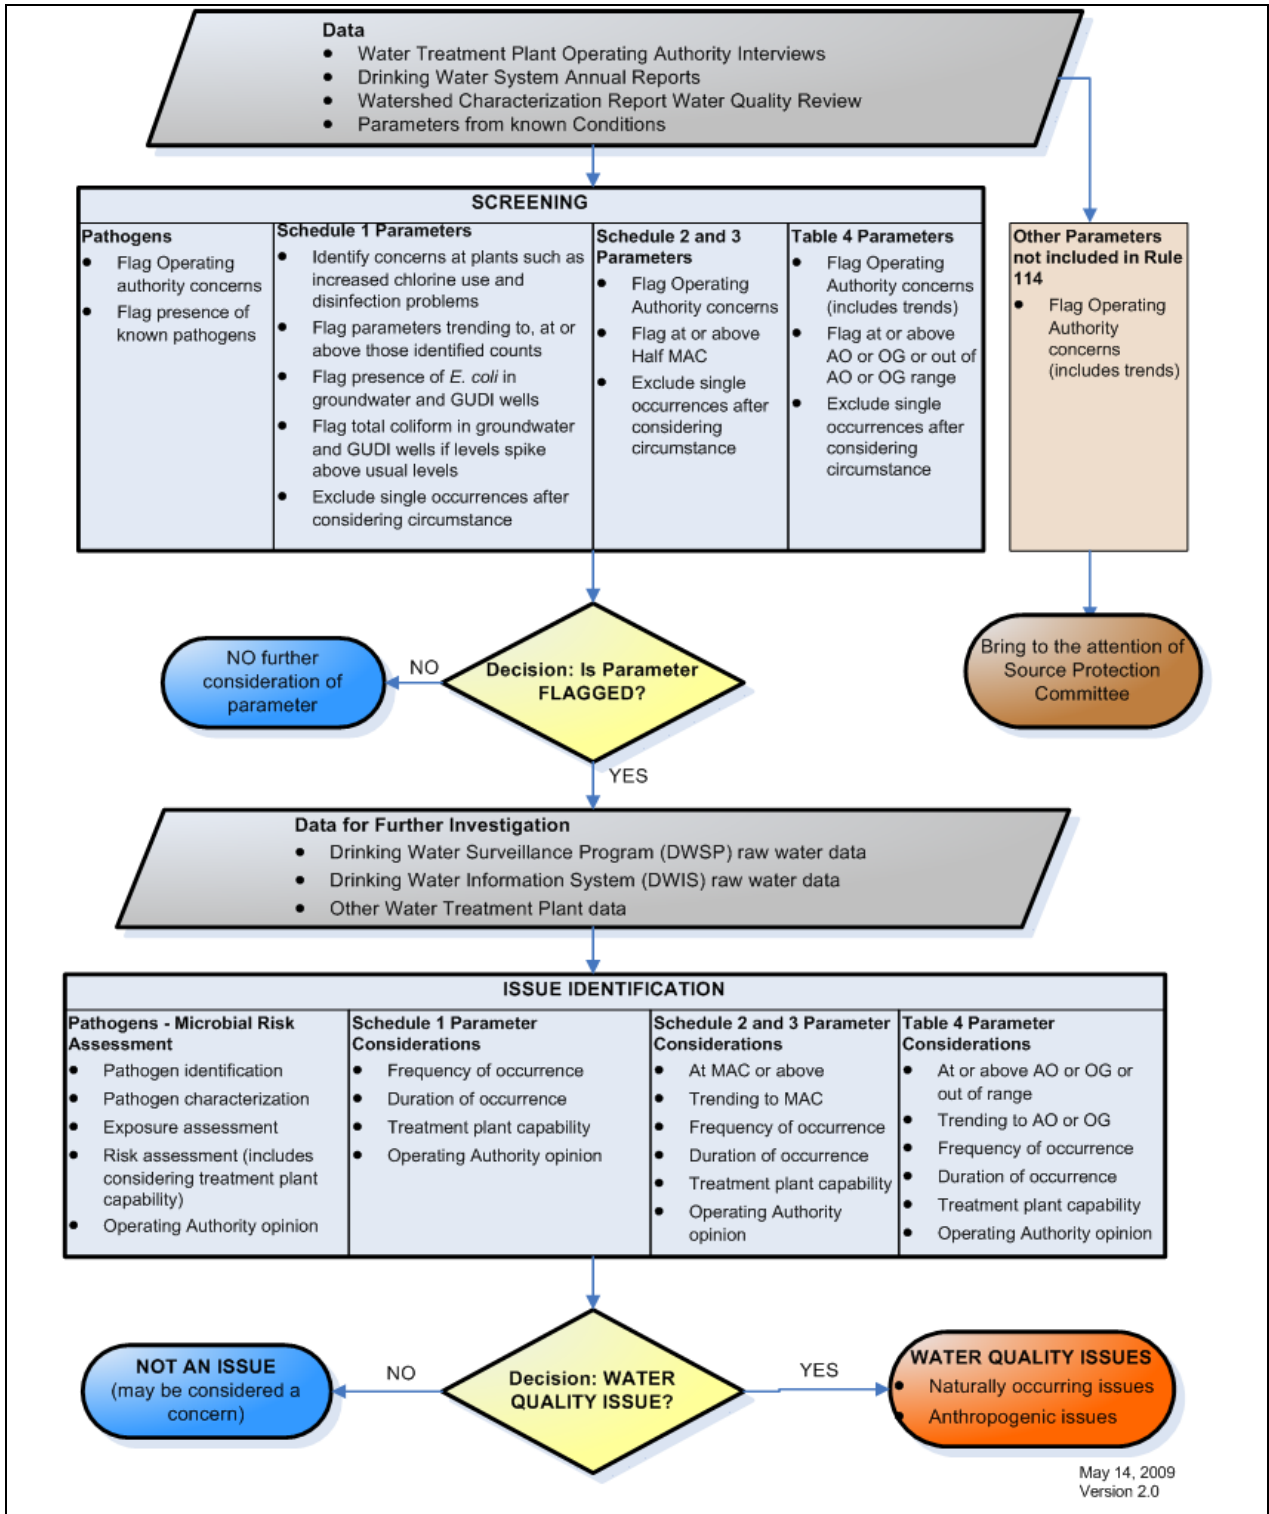 Data
● Water Treatment Plant Operating Authority Interviews
● Drinking Water System Annual Reports
● Watershed Characterization Report Water Quality Review
● Parameters from known Conditions
SCREENING
Pathogens
● Flag Operating
authority concerns
● Flag presence of
known pathogens
Schedule 1 Parameters
● Identify concerns at plants such as
increased chlorine use and
disinfection problems
● Flag parameters trending to, at or
above those identified counts
● Flag presence of E. coli in
groundwater and GUDI wells
● Flag total coliform in groundwater
and GUDI wells if levels spike
above usual levels
● Exclude single occurrences after
considering circumstance
Schedule 2 and 3
Parameters
● Flag Operating
Authority concerns
● Flag at or above
Half MAC
● Exclude single
occurrences after
considering
circumstance
Table 4 Parameters
● Flag Operating
Authority concerns
(includes trends)
● Flag at or above
AO or OG or out of
AO or OG range
● Exclude single
occurrences after
considering
circumstance
Other Parameters
not included in Rule
114
● Flag Operating
Authority
concerns
(includes trends)
NO further
consideration of
parameter
NO
Decision: Is Parameter
FLAGGED?
Bring to the attention of
Source Protection
Committee
YES
Data for Further Investigation
● Drinking Water Surveillance Program (DWSP) raw water data
● Drinking Water Information System (DWIS) raw water data
● Other Water Treatment Plant data
ISSUE IDENTIFICATION
Pathogens - Microbial Risk
Assessment
● Pathogen identification
● Pathogen characterization
● Exposure assessment
● Risk assessment (includes
considering treatment plant
capability)
● Operating Authority opinion
Schedule 1 Parameter
Considerations
● Frequency of occurrence
● Duration of occurrence
● Treatment plant capability
● Operating Authority opinion
Schedule 2 and 3 Parameter
Considerations
● At MAC or above
● Trending to MAC
● Frequency of occurrence
● Duration of occurrence
● Treatment plant capability
● Operating Authority
opinion
Table 4 Parameter
Considerations
● At or above AO or OG or
out of range
● Trending to AO or OG
● Frequency of occurrence
● Duration of occurrence
● Treatment plant capability
● Operating Authority opinion
NOT AN ISSUE
(may be considered a
concern)
NO
Decision: WATER
QUALITY ISSUE?
YES
WATER QUALITY ISSUES
● Naturally occurring issues
● Anthropogenic issues
May 14, 2009
Version 2.0